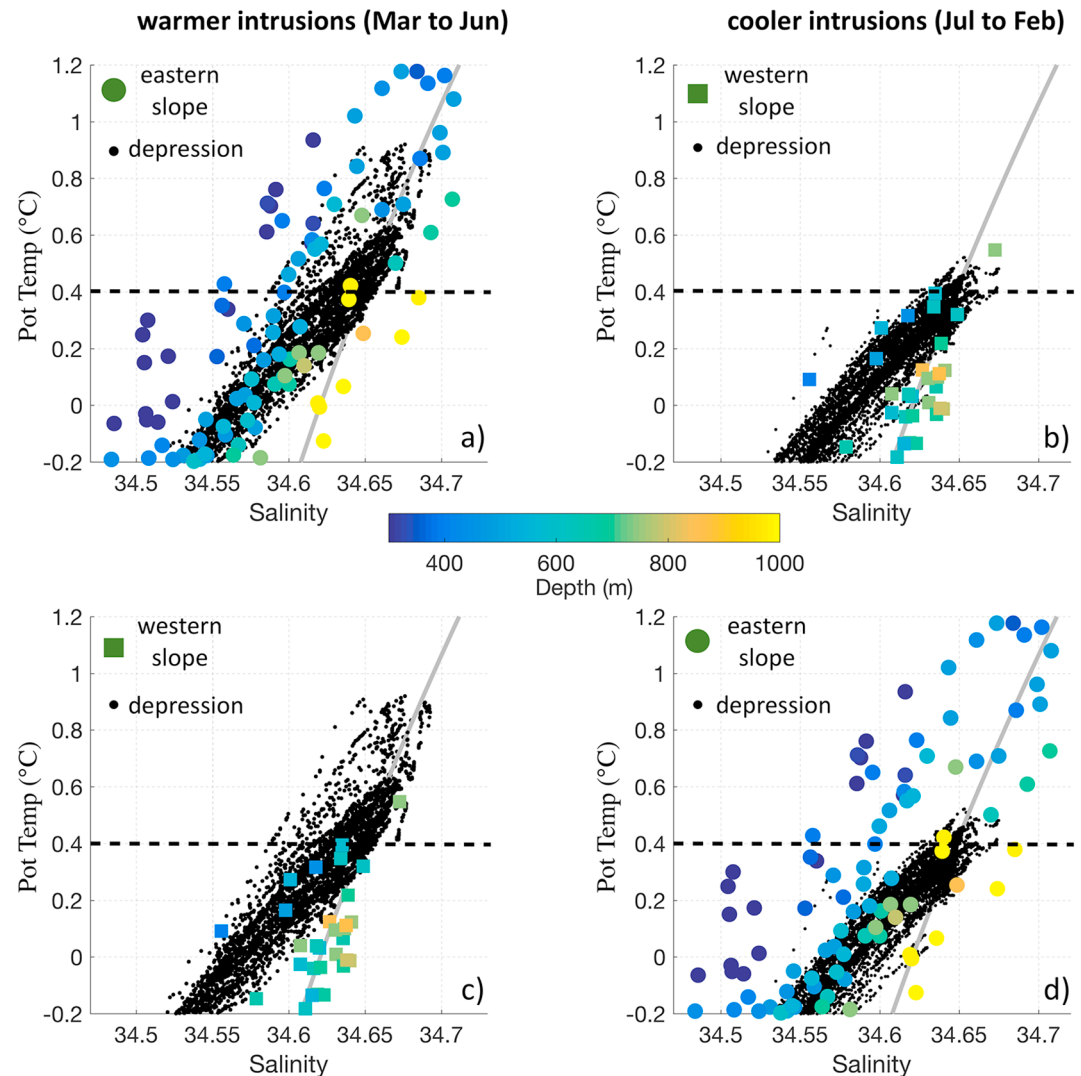 warmer intrusions (Mar to Jun)
cooler intrusions (Jul to Feb)
1.2
1
0.8
0.6
0.4
0.2
0
-0.2
Pot Temp (°C)
eastern
slope
depression
a)
34.5
34.55
34.6
34.65
34.7
Salinity
1.2
1
0.8
0.6
0.4
0.2
0
-0.2
Pot Temp (°C)
western
slope
depression
b)
34.5
34.55
34.6
34.65
34.7
Salinity
400
600
800
1000
Depth (m)
1.2
1
0.8
0.6
0.4
0.2
0
-0.2
Pot Temp (°C)
western
slope
depression
c)
34.5
34.55
34.6
34.65
34.7
Salinity
1.2
1
0.8
0.6
0.4
0.2
0
-0.2
Pot Temp (°C)
eastern
slope
depression
d)
34.5
34.55
34.6
34.65
34.7
Salinity